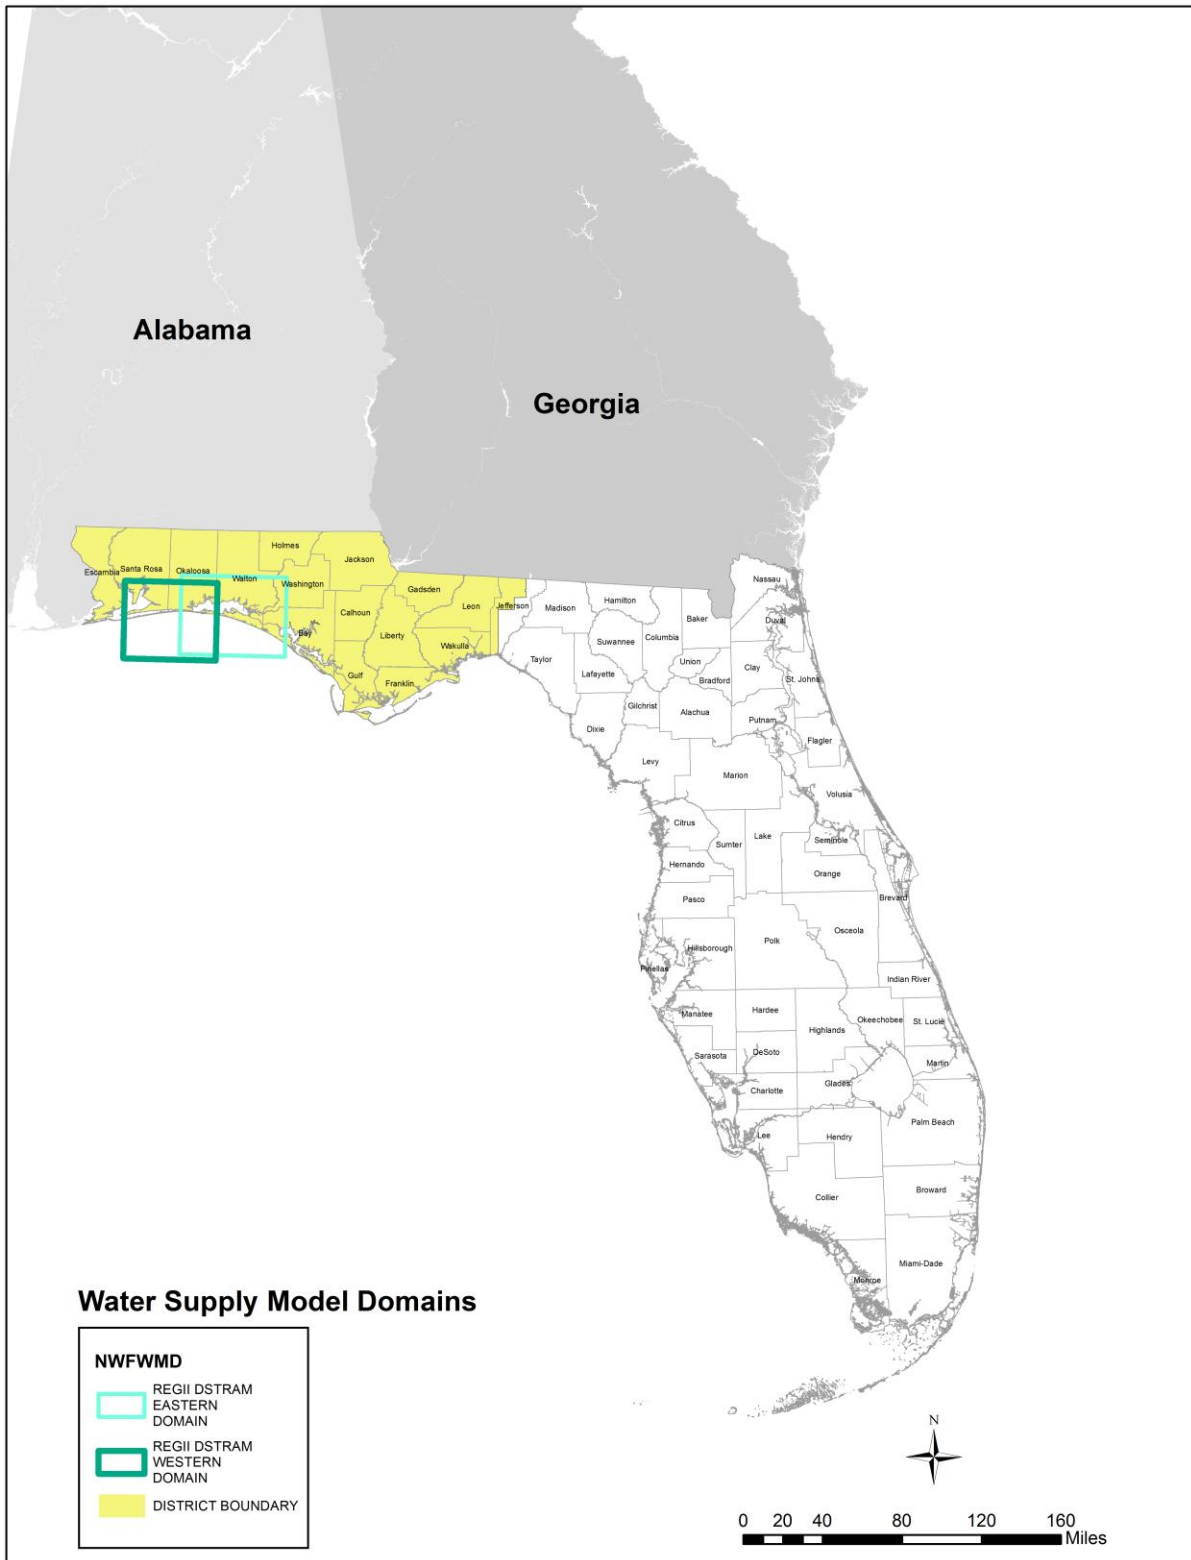 Alabama
Georgia
Holmes
Jackson
Santa Rosa
Okaloosa
Escambia
Walton
Washington
Gadsden
Leon
Jefferson
Calhoun
Bay
Liberty
Wakulla
Gulf
Franklin
Nassau
Madison
Hamilton
Baker
Duval
Suwannee
Columbia
Taylor
Lafayette
Union
Bradford
Clay
St. Johns
Gilchrist
Alachua
Putnam
Dixie
Flagler
Levy
Marion
Volusia
Citrus
Sumter
Lake
Seminole
Hernando
Orange
Pasco
Brevard
Polk
Osceola
Hillsborough
Pinellas
Indian River
Manatee
Hardee
Highlands
Okeechobee
St. Lucie
Sarasota
DeSoto
Martin
Charlotte
Glades
Palm Beach
Lee
Hendry
Collier
Broward
Miami-Dade
Monroe
Water Supply Model Domains
NWFWMD
REGII DSTRAM
EASTERN
DOMAIN
REGII DSTRAM
WESTERN
DOMAIN
DISTRICT BOUNDARY
N
0 20 40 80 120 160
Miles